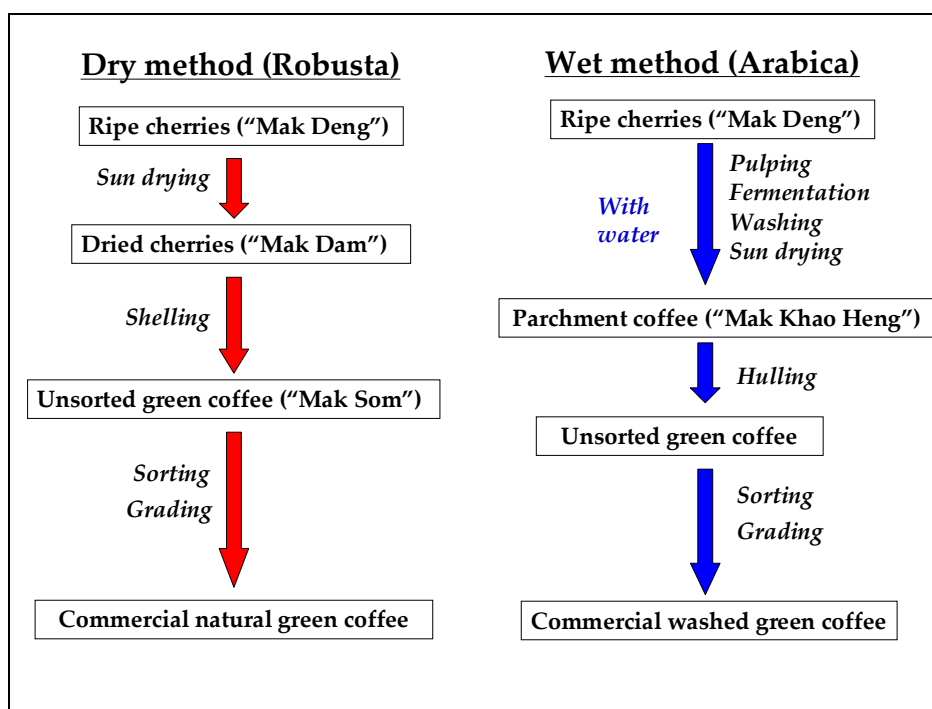 Dry method (Robusta)
Ripe cherries (“Mak Deng”)
Sun drying
Dried cherries (“Mak Dam”)
Shelling
Unsorted green coffee (“Mak Som”)
Sorting
Grading
Commercial natural green coffee
Wet method (Arabica)
Ripe cherries (“Mak Deng”)
With
water
Pulping
Fermentation
Washing
Sun drying
Parchment coffee (“Mak Khao Heng”)
Hulling
Unsorted green coffee
Sorting
Grading
Commercial washed green coffee